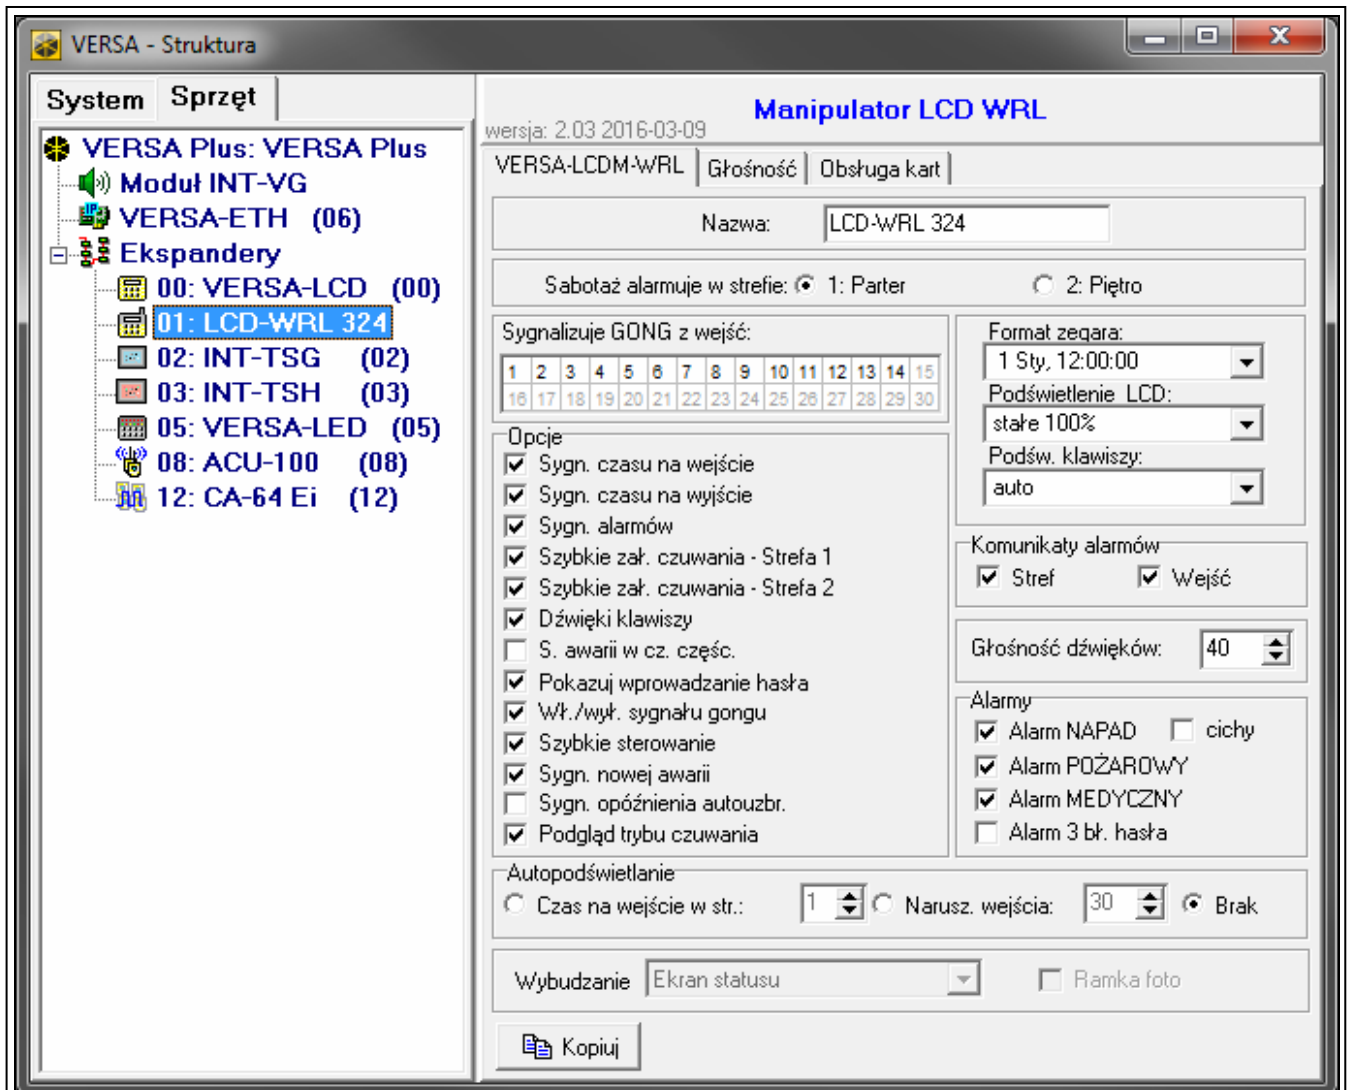 VERSA - Struktura
System Sprzęt
VERSA Plus: VERSA Plus
Moduł INT-VG
VERSA-ETH (06)
Ekspandery
00: VERSA-LCD (00)
01: LCD-WRL 324
02: INT-TSG (02)
03: INT-TSH (03)
05: VERSA-LED (05)
08: ACU-100 (08)
12: CA-64 Ei (12)
Manipulator LCD WRL
wersja: 2.03 2016-03-09
VERSA-LCDM-WRL Głośność Obsługa kart
Nazwa: LCD-WRL 324
Sabotaż alarmuje w strefie: 1: Parter 2: Piętro
Sygnalizuje GONG z wejść:
1 2 3 4 5 6 7 8 9 10 11 12 13 14 15
16 17 18 19 20 21 22 23 24 25 26 27 28 29 30
Opcje
Sygn. czasu na wejście
Sygn. czasu na wyjście
Sygn. alarmów
Szybkie zał. czuwania - Strefa 1
Szybkie zał. czuwania - Strefa 2
Dźwięki klawiszy
S. awarii w cz. częśc.
Pokazuj wprowadzanie hasła
Wł./wył. sygnału gongu
Szybkie sterowanie
Sygn. nowej awarii
Sygn. opóźnienia autouzbr.
Podgląd trybu czuwania
Format zegara:
1 Sty, 12:00:00
Podświetlenie LCD:
stałe 100%
Podśw. klawiszy:
auto
Komunikaty alarmów
Stref Wejść
Głośność dźwięków: 40
Alarmy
Alarm NAPAD cichy
Alarm POŻAROWY
Alarm MEDYCZNY
Alarm 3 bł. hasła
Autopodświetlanie
Czas na wejście w str.: 1 Narusz. wejścia: 30 Brak
Wybudzanie Ekran statusu Ramka foto
Kopiuj